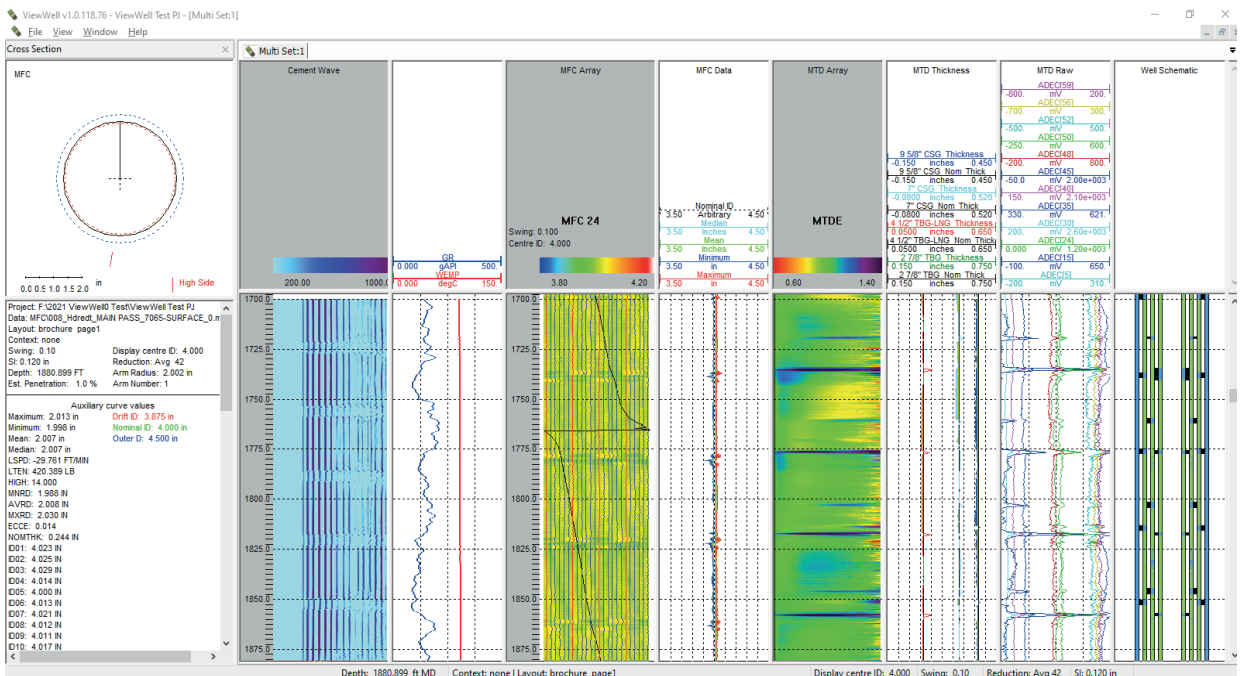 ViewWell v1.0.118.76 - ViewWell Test PJ - [Multi Set:1]
File View Window Help
Cross Section
MFC
in
0.0 0.5 1.0 1.5 2.0
High Side
Project: F:\2021 ViewWell0 Test\ViewWell Test PJ
Data: MFC\008_Hdredt_MAIN PASS_7065-SURFACE_0.m
Layout: brochure page1
Context: none
Swing: 0.10 Display centre ID: 4.000
SI: 0.120 in Reduction: Avg 42
Depth: 1880.899 FT Arm Radius: 2.002 in
Est. Penetration: 1.0 % Arm Number: 1
Auxiliary curve values
Maximum: 2.013 in Drift ID: 3.875 in
Minimum: 1.998 in Nominal ID: 4.000 in
Mean: 2.007 in Outer D: 4.500 in
Median: 2.007 in
LSPD: -29.761 FT/MIN
LTEN: 420.389 LB
HIGH: 14.000
MNRD: 1.988 IN
AVRD: 2.008 IN
MXRD: 2.030 IN
ECCE: 0.014
NOMTHK: 0.244 IN
ID01: 4.023 IN
ID02: 4.025 IN
ID03: 4.029 IN
ID04: 4.014 IN
ID05: 4.000 IN
ID06: 4.013 IN
ID07: 4.021 IN
ID08: 4.012 IN
ID09: 4.011 IN
ID10: 4.017 IN
Multi Set:1
Cement Wave
200.00 1000.0
GR
0.000 gAPI 500.
WEMP
0.000 degC 150.
1700.0
1725.0
1750.0
1775.0
1800.0
1825.0
1850.0
1875.0
MFC Array
MFC 24
Swing: 0.100
Centre ID: 4.000
3.80 4.20
1700.0
1725.0
1750.0
1775.0
1800.0
1825.0
1850.0
1875.0
MFC Data
Nominal ID
3.50 Arbitrary 4.50
Median
3.50 Inches 4.50
Mean
3.50 Inches 4.50
Minimum
3.50 in 4.50
Maximum
3.50 in 4.50
MTD Array
MTDE
0.60 1.40
MTD Thickness
9 5/8" CSG Thickness
-0.150 inches 0.450
9 5/8" CSG Nom Thick
-0.150 inches 0.450
7" CSG Thickness
-0.0800 inches 0.520
7" CSG Nom Thick
-0.0800 inches 0.520
4 1/2" TBG-LNG Thickness
0.0500 inches 0.650
4 1/2" TBG-LNG Nom Thick
0.0500 inches 0.650
2 7/8" TBG Thickness
0.150 inches 0.750
2 7/8" TBG Nom Thick
0.150 inches 0.750
MTD Raw
ADEC[59]
-800. mV 200.
ADEC[56]
-700. mV 300.
ADEC[52]
-500. mV 500.
ADEC[50]
-250. mV 600.
ADEC[48]
-200. mV 800.
ADEC[45]
-50.0 mV 2.00e+003
ADEC[40]
150. mV 2.10e+003
ADEC[35]
330. mV 621.
ADEC[30]
200. mV 2.60e+003
ADEC[24]
0.000 mV 1.20e+003
ADEC[15]
-100. mV 650.
ADEC[5]
-200. mV 310.
Well Schematic
Depth: 1880.899 ft MD Context: none | Layout: brochure_page1 Display centre ID: 4.000 Swing: 0.10 Reduction: Avg 42 SI: 0.120 in